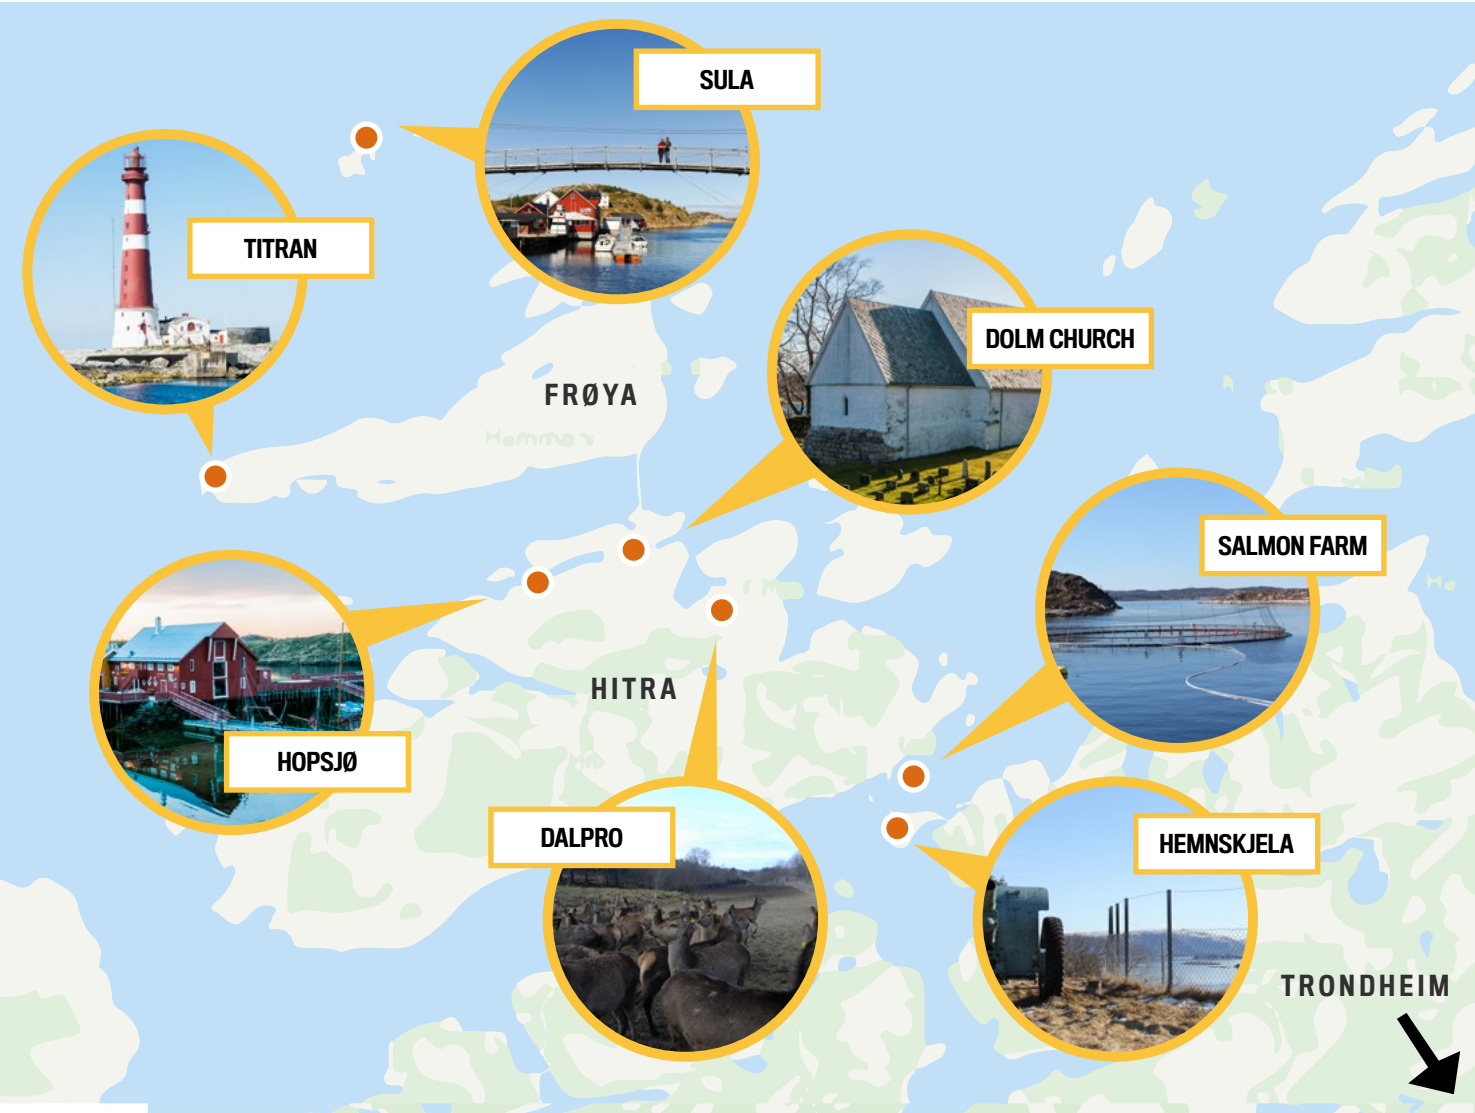 SULA
TITRAN
DOLM CHURCH
FRØYA
SALMON FARM
HITRA
HOPSJØ
DALPRO
HEMNSKJELA
TRONDHEIM